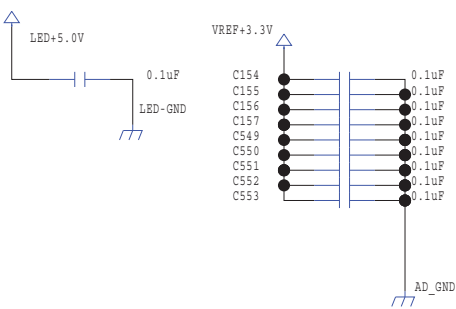 LED+5.0V
0.1uF
LED-GND
VREF+3.3V
C154 0.1uF
C155 0.1uF
C156 0.1uF
C157 0.1uF
C549 0.1uF
C550 0.1uF
C551 0.1uF
C552 0.1uF
C553 0.1uF
AD_GND